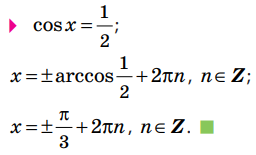 cos x = 1/2;
x = ±arccos 1/2 + 2πn, n ∈ Z;
x = ±π/3 + 2πn, n ∈ Z.